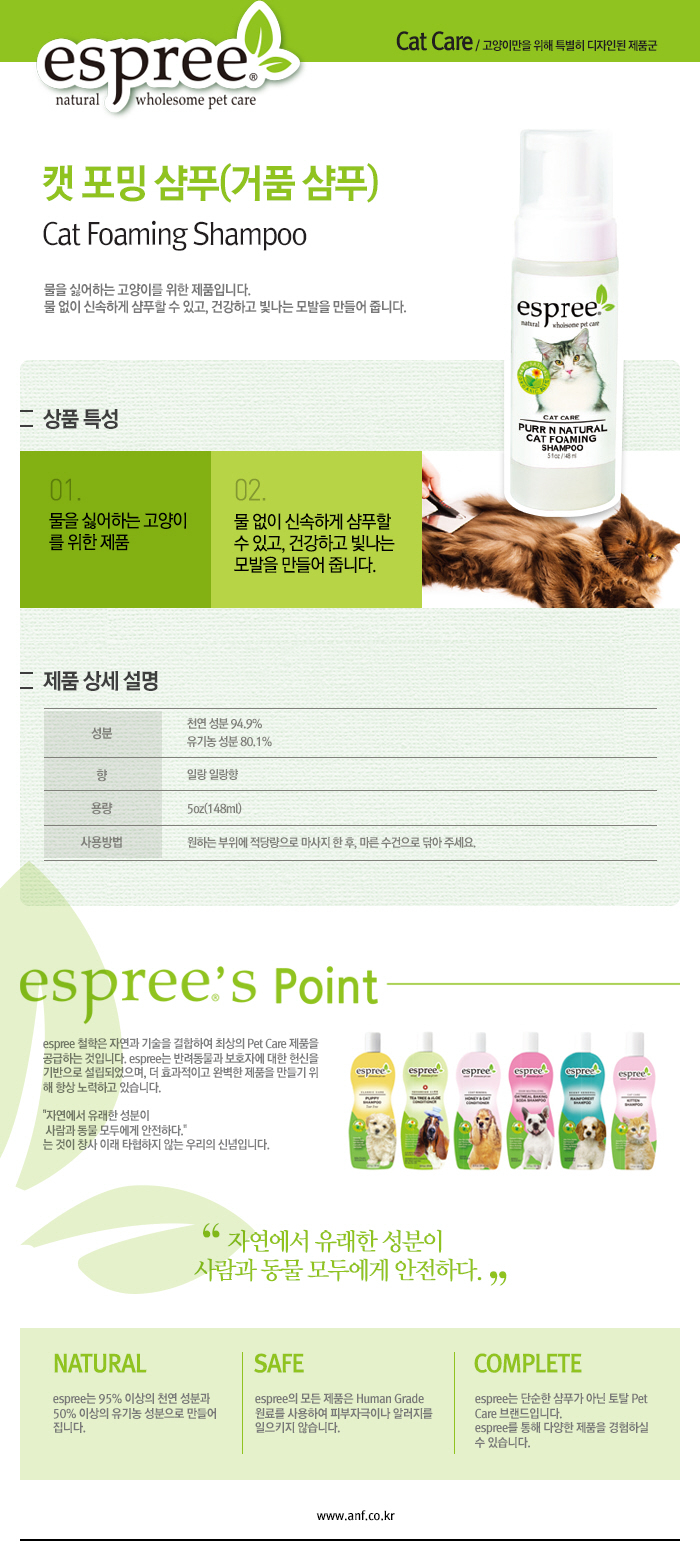 espree®
natural wholesome pet care
Cat Care / 고양이만을 위해 특별히 디자인된 제품군
캣 포밍 샴푸(거품 샴푸)
Cat Foaming Shampoo
물을 싫어하는 고양이를 위한 제품입니다.
물 없이 신속하게 샴푸할 수 있고, 건강하고 빛나는 모발을 만들어 줍니다.
espree
natural wholesome pet care
CAT CARE
PURR N NATURAL
CAT FOAMING
SHAMPOO
5 fl oz / 148 ml
상품 특성
01.
물을 싫어하는 고양이
를 위한 제품
02.
물 없이 신속하게 샴푸할
수 있고, 건강하고 빛나는
모발을 만들어 줍니다.
제품 상세 설명
성분
천연 성분 94.9%
유기농 성분 80.1%
향
일랑 일랑향
용량
5oz(148ml)
사용방법
원하는 부위에 적당량으로 마사지 한 후, 마른 수건으로 닦아 주세요.
espree®'s Point
espree 철학은 자연과 기술을 결합하여 최상의 Pet Care 제품을
공급하는 것입니다. espree는 반려동물과 보호자에 대한 헌신을
기반으로 설립되었으며, 더 효과적이고 완벽한 제품을 만들기 위
해 항상 노력하고 있습니다.
"자연에서 유래한 성분이
사람과 동물 모두에게 안전하다."
는 것이 창사 이래 타협하지 않는 우리의 신념입니다.
espree espree espree espree espree espree
PUPPY
SHAMPOO
TEA TREE & ALOE
CONDITIONER
HONEY & OAT
CONDITIONER
OATMEAL BAKING
SODA SHAMPOO
RAINFOREST
SHAMPOO
KITTEN
SHAMPOO
“ 자연에서 유래한 성분이
사람과 동물 모두에게 안전하다. ”
NATURAL
espree는 95% 이상의 천연 성분과
50% 이상의 유기농 성분으로 만들어
집니다.
SAFE
espree의 모든 제품은 Human Grade
원료를 사용하여 피부자극이나 알러지를
일으키지 않습니다.
COMPLETE
espree는 단순한 샴푸가 아닌 토탈 Pet
Care 브랜드입니다.
espree를 통해 다양한 제품을 경험하실
수 있습니다.
www.anf.co.kr